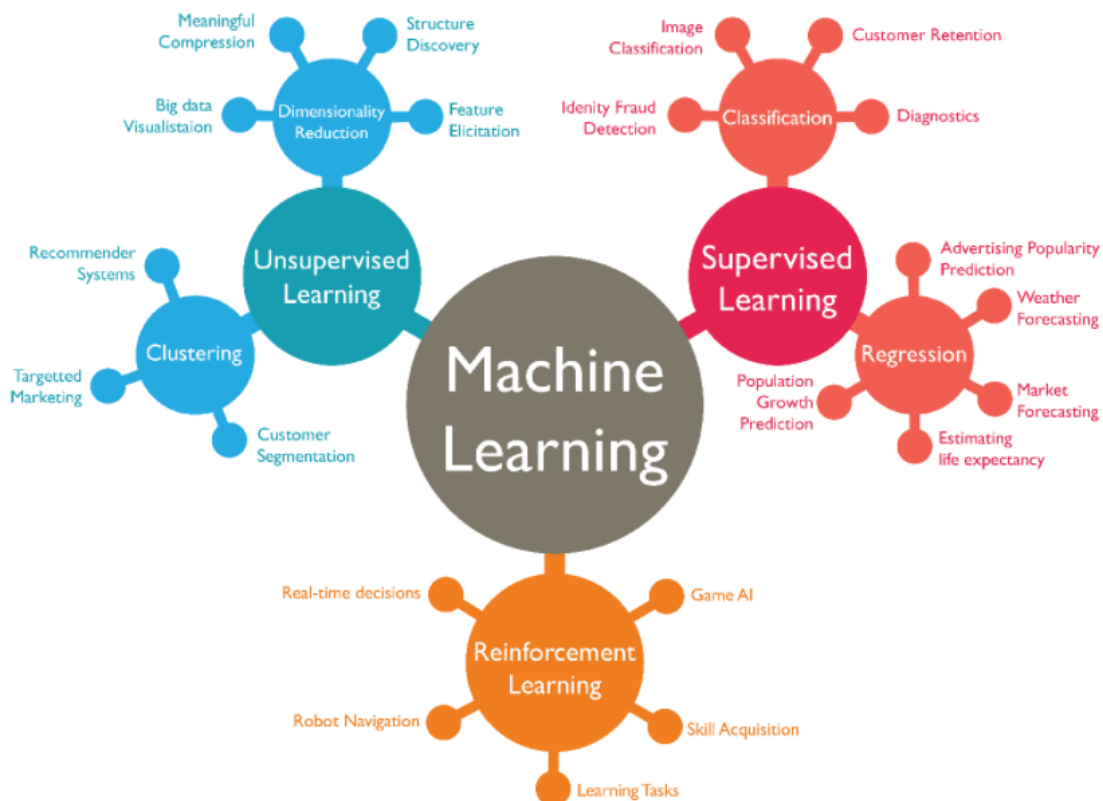 Meaningful
Compression
Structure
Discovery
Big data
Visualistaion
Dimensionality
Reduction
Feature
Elicitation
Image
Classification
Customer Retention
Idenity Fraud
Detection
Classification
Diagnostics
Unsupervised
Learning
Supervised
Learning
Recommender
Systems
Clustering
Targetted
Marketing
Customer
Segmentation
Machine
Learning
Advertising Popularity
Prediction
Weather
Forecasting
Regression
Population
Growth
Prediction
Market
Forecasting
Estimating
life expectancy
Real-time decisions
Game AI
Reinforcement
Learning
Robot Navigation
Skill Acquisition
Learning Tasks